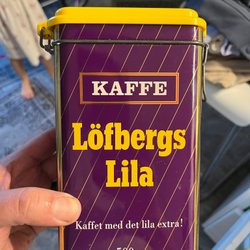 KAFFE
Löfbergs
Lila
Kaffet med det lila extra!